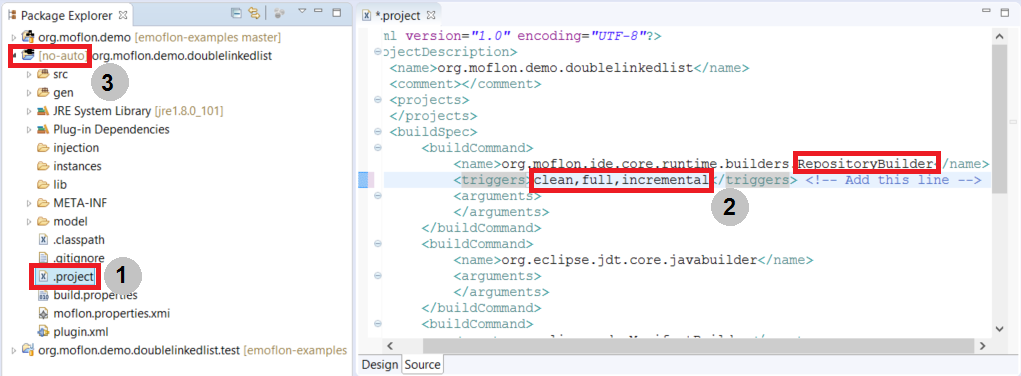 Package Explorer
org.moflon.demo [emoflon-examples master]
[no-auto] org.moflon.demo.doublelinkedlist
3
src
gen
JRE System Library [jre1.8.0_101]
Plug-in Dependencies
injection
instances
lib
META-INF
model
.classpath
.gitignore
.project
1
build.properties
moflon.properties.xmi
plugin.xml
org.moflon.demo.doublelinkedlist.test [emoflon-examples
*.project
ml version="1.0" encoding="UTF-8"?>
ojectDescription>
<name>org.moflon.demo.doublelinkedlist</name>
<comment></comment>
<projects>
</projects>
<buildSpec>
<buildCommand>
<name>org.moflon.ide.core.runtime.builders.RepositoryBuilder</name>
<triggers>clean,full,incremental</triggers> <!-- Add this line -->
2
<arguments>
</arguments>
</buildCommand>
<buildCommand>
<name>org.eclipse.jdt.core.javabuilder</name>
<arguments>
</arguments>
</buildCommand>
<buildCommand>
Design
Source